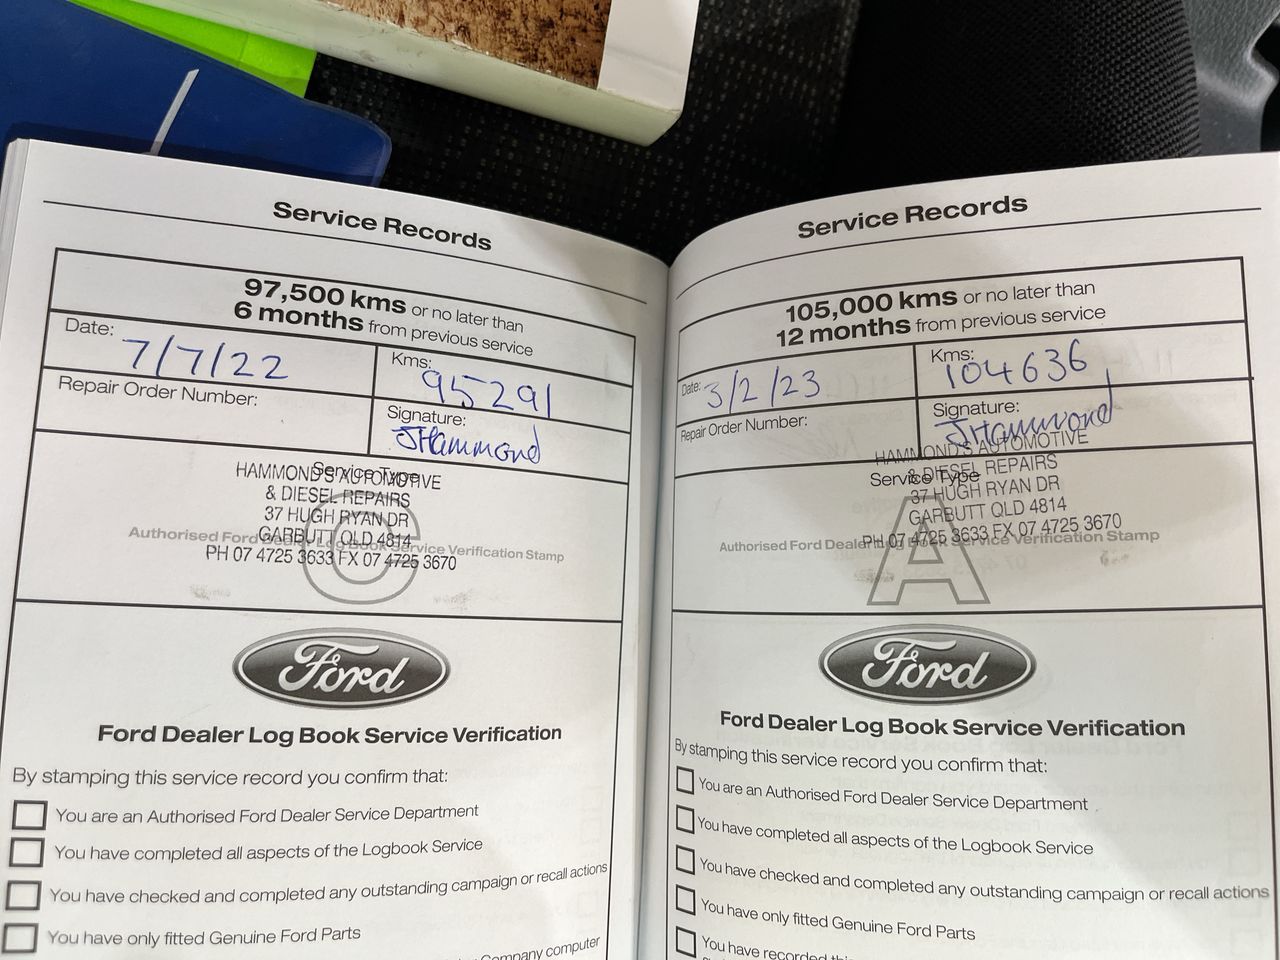 Service Records
97,500 kms or no later than
6 months from previous service
Date: 7/7/22
Kms: 95291
Repair Order Number:
Signature: JHammond
Service Type
HAMMOND'S AUTOMOTIVE
& DIESEL REPAIRS
37 HUGH RYAN DR
GARBUTT QLD 4814
Authorised Ford Dealer Log Book Service Verification Stamp
PH 07 4725 3633 FX 07 4725 3670
C
Ford
Ford Dealer Log Book Service Verification
By stamping this service record you confirm that:
You are an Authorised Ford Dealer Service Department
You have completed all aspects of the Logbook Service
You have checked and completed any outstanding campaign or recall actions
You have only fitted Genuine Ford Parts
Company computer
Service Records
105,000 kms or no later than
12 months from previous service
Date: 3/2/23
Kms: 104636
Repair Order Number:
Signature: JHammond
HAMMOND'S AUTOMOTIVE
& DIESEL REPAIRS
Service Type
37 HUGH RYAN DR
GARBUTT QLD 4814
PH 07 4725 3633 FX 07 4725 3670
Authorised Ford Dealer Log Book Service Verification Stamp
A
Ford
Ford Dealer Log Book Service Verification
By stamping this service record you confirm that:
You are an Authorised Ford Dealer Service Department
You have completed all aspects of the Logbook Service
You have checked and completed any outstanding campaign or recall actions
You have only fitted Genuine Ford Parts
You have recorded